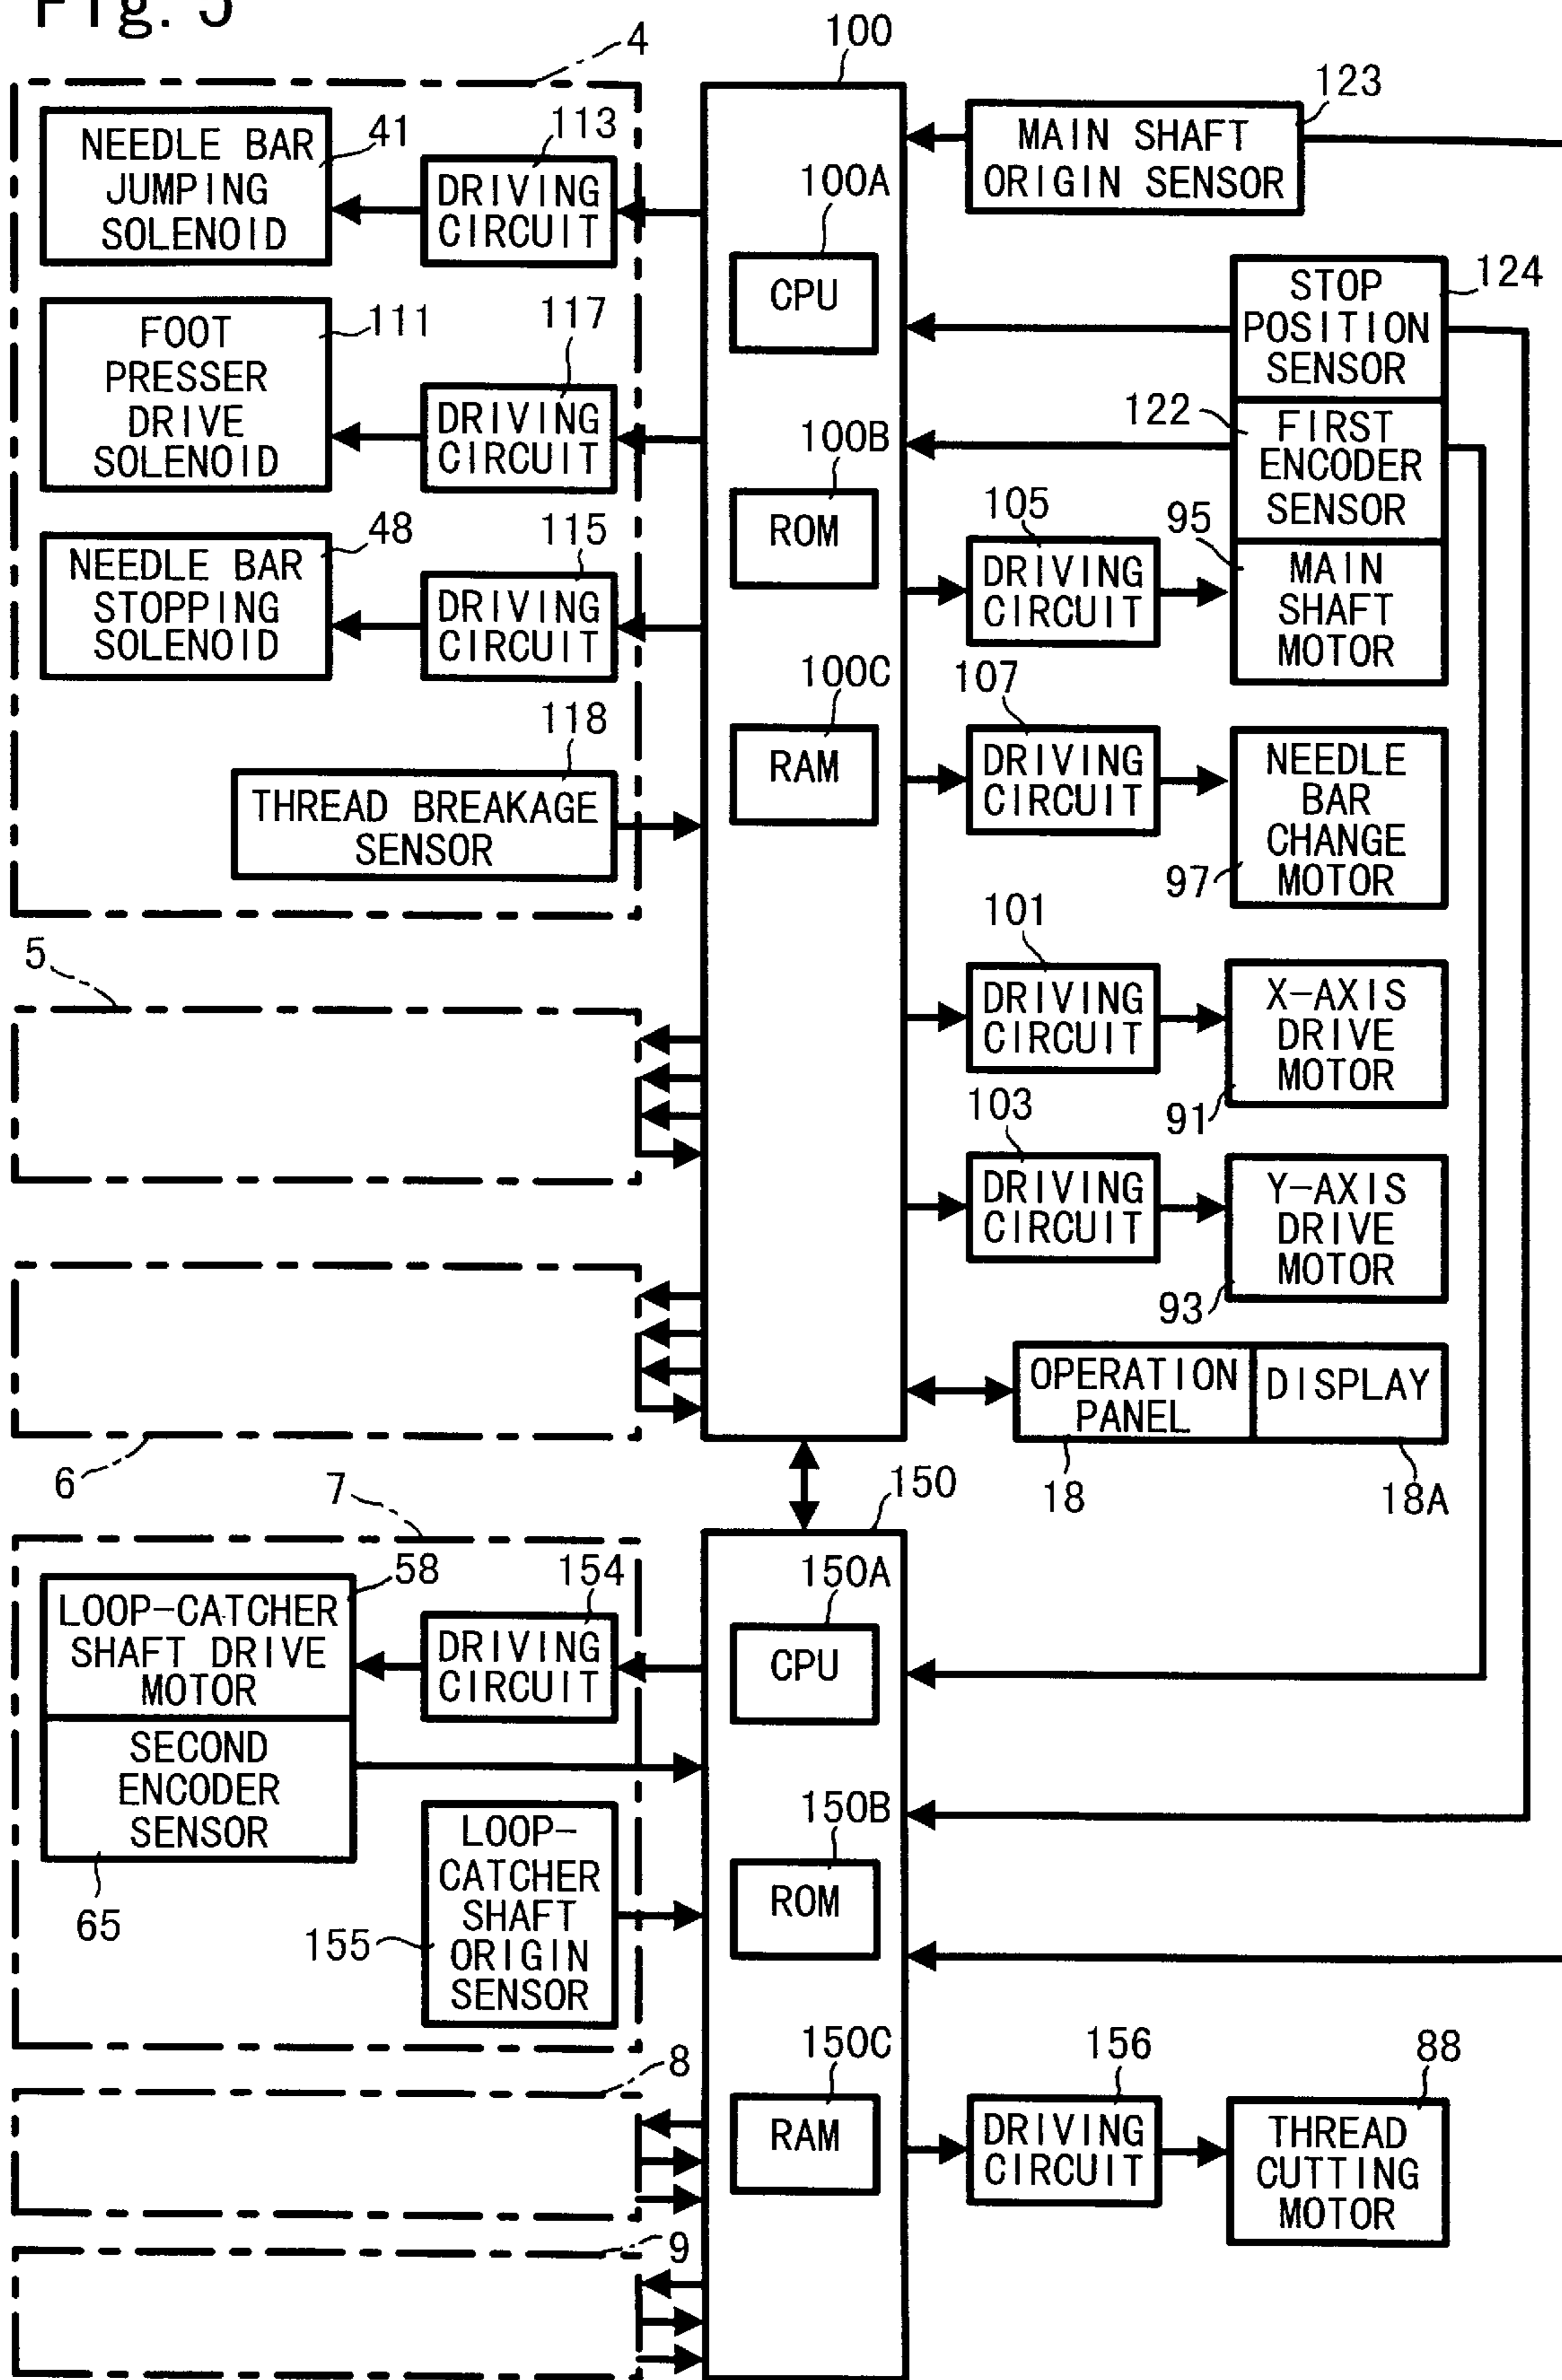 Fig. 5
4
100
123
NEEDLE BAR
JUMPING
SOLENOID
41
113
DRIVING
CIRCUIT
MAIN SHAFT
ORIGIN SENSOR
100A
CPU
124
STOP
POSITION
SENSOR
FOOT
PRESSER
DRIVE
SOLENOID
111
117
DRIVING
CIRCUIT
122
FIRST
ENCODER
SENSOR
100B
ROM
105
DRIVING
CIRCUIT
95
MAIN
SHAFT
MOTOR
NEEDLE BAR
STOPPING
SOLENOID
48
115
DRIVING
CIRCUIT
100C
RAM
107
DRIVING
CIRCUIT
NEEDLE
BAR
CHANGE
MOTOR
97
118
THREAD BREAKAGE
SENSOR
5
101
DRIVING
CIRCUIT
X-AXIS
DRIVE
MOTOR
91
103
DRIVING
CIRCUIT
Y-AXIS
DRIVE
MOTOR
93
6
OPERATION
PANEL
DISPLAY
18
18A
7
150
LOOP-CATCHER
SHAFT DRIVE
MOTOR
58
154
DRIVING
CIRCUIT
150A
CPU
SECOND
ENCODER
SENSOR
65
LOOP-
CATCHER
SHAFT
ORIGIN
SENSOR
155
150B
ROM
8
150C
RAM
156
DRIVING
CIRCUIT
88
THREAD
CUTTING
MOTOR
9